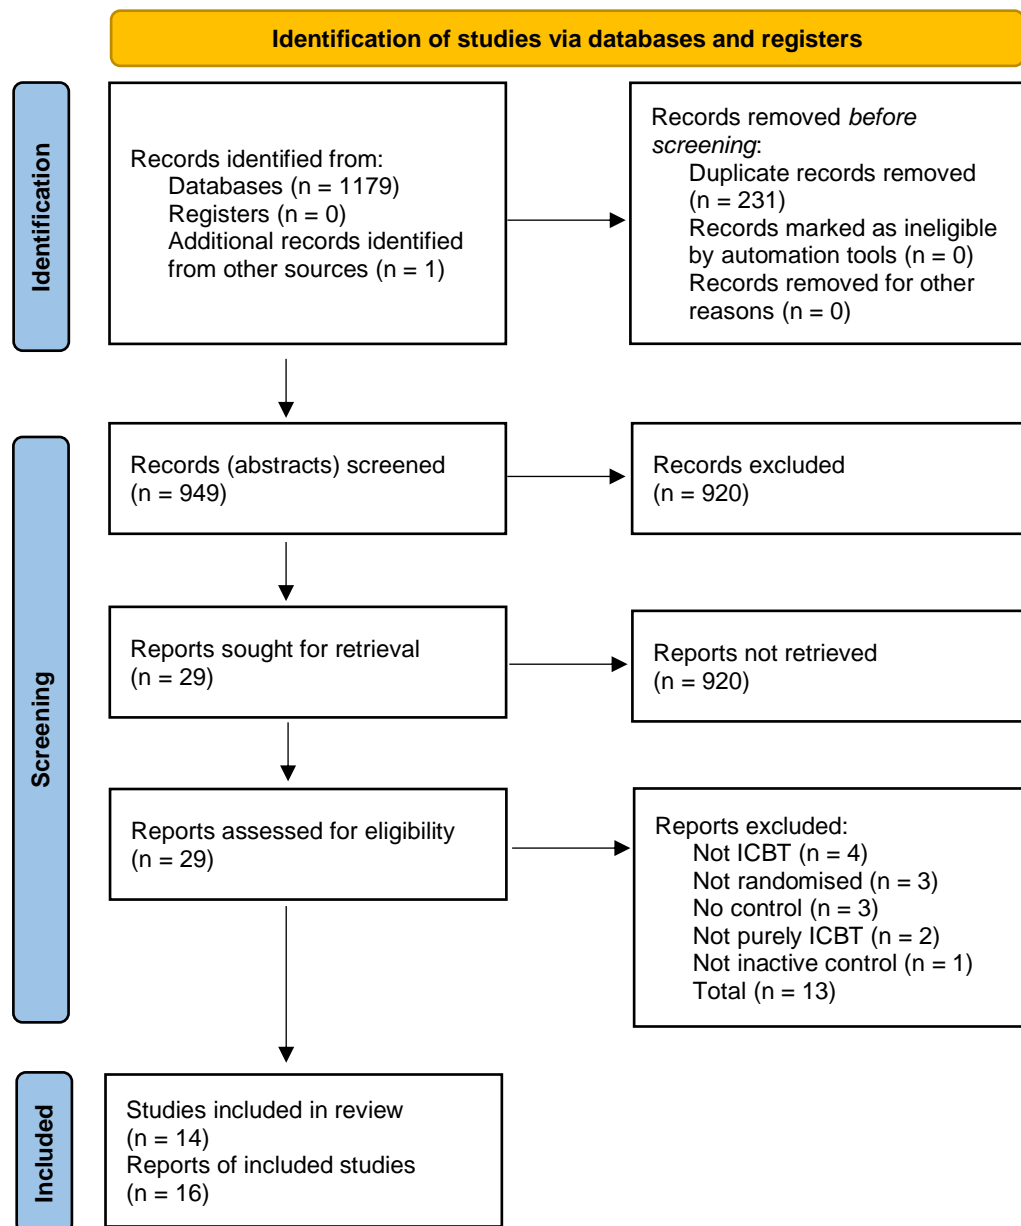 Identification of studies via databases and registers
Identification
Records identified from:
Databases (n = 1179)
Registers (n = 0)
Additional records identified
from other sources (n = 1)
Records removed before
screening:
Duplicate records removed
(n = 231)
Records marked as ineligible
by automation tools (n = 0)
Records removed for other
reasons (n = 0)
Screening
Records (abstracts) screened
(n = 949)
Records excluded
(n = 920)
Reports sought for retrieval
(n = 29)
Reports not retrieved
(n = 920)
Reports assessed for eligibility
(n = 29)
Reports excluded:
Not ICBT (n = 4)
Not randomised (n = 3)
No control (n = 3)
Not purely ICBT (n = 2)
Not inactive control (n = 1)
Total (n = 13)
Included
Studies included in review
(n = 14)
Reports of included studies
(n = 16)